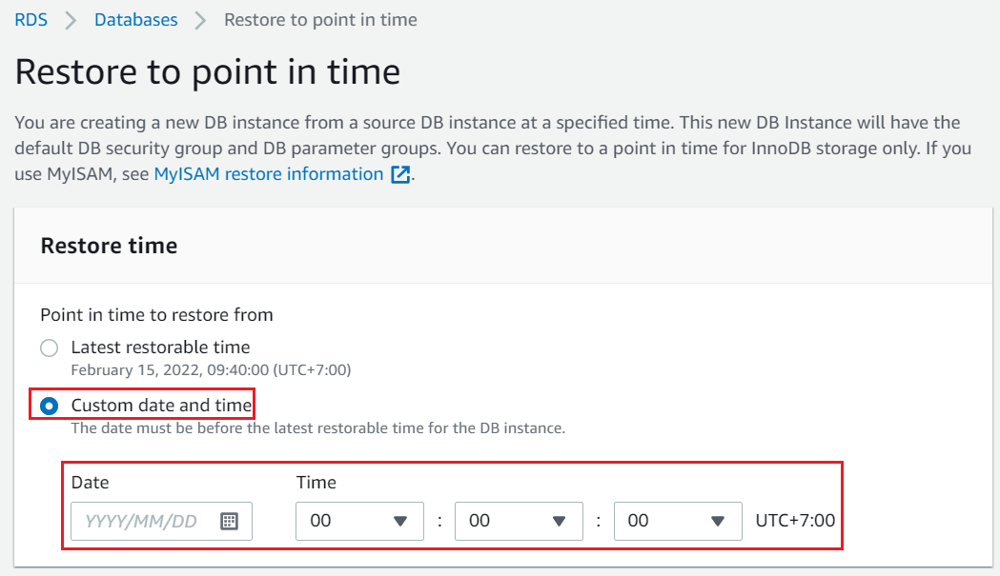 RDS > Databases > Restore to point in time
Restore to point in time
You are creating a new DB instance from a source DB instance at a specified time. This new DB Instance will have the
default DB security group and DB parameter groups. You can restore to a point in time for InnoDB storage only. If you
use MyISAM, see MyISAM restore information .
Restore time
Point in time to restore from
Latest restorable time
February 15, 2022, 09:40:00 (UTC+7:00)
Custom date and time
The date must be before the latest restorable time for the DB instance.
Date Time
YYYY/MM/DD 00 : 00 : 00 UTC+7:00